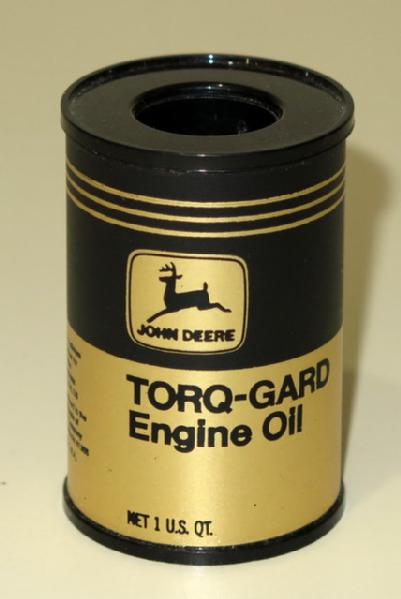 JOHN DEERE
TORQ-GARD
Engine Oil
NET 1 U.S. QT.